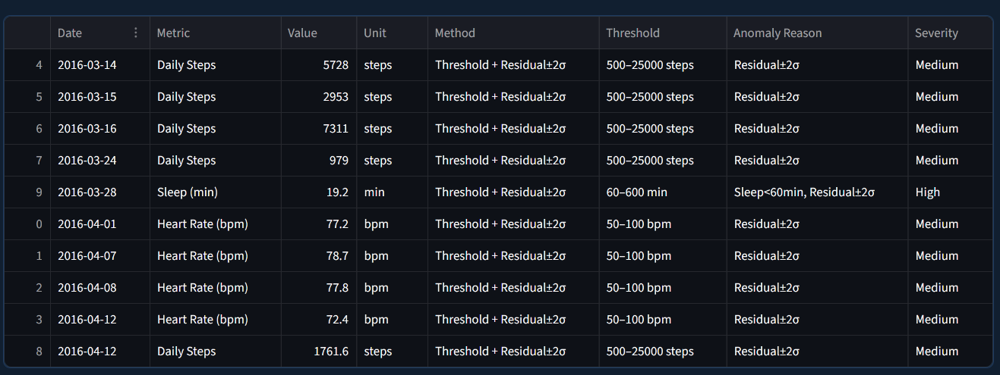 Date ⋮ Metric Value Unit Method Threshold Anomaly Reason Severity
4 2016-03-14 Daily Steps 5728 steps Threshold + Residual±2σ 500–25000 steps Residual±2σ Medium
5 2016-03-15 Daily Steps 2953 steps Threshold + Residual±2σ 500–25000 steps Residual±2σ Medium
6 2016-03-16 Daily Steps 7311 steps Threshold + Residual±2σ 500–25000 steps Residual±2σ Medium
7 2016-03-24 Daily Steps 979 steps Threshold + Residual±2σ 500–25000 steps Residual±2σ Medium
9 2016-03-28 Sleep (min) 19.2 min Threshold + Residual±2σ 60–600 min Sleep<60min, Residual±2σ High
0 2016-04-01 Heart Rate (bpm) 77.2 bpm Threshold + Residual±2σ 50–100 bpm Residual±2σ Medium
1 2016-04-07 Heart Rate (bpm) 78.7 bpm Threshold + Residual±2σ 50–100 bpm Residual±2σ Medium
2 2016-04-08 Heart Rate (bpm) 77.8 bpm Threshold + Residual±2σ 50–100 bpm Residual±2σ Medium
3 2016-04-12 Heart Rate (bpm) 72.4 bpm Threshold + Residual±2σ 50–100 bpm Residual±2σ Medium
8 2016-04-12 Daily Steps 1761.6 steps Threshold + Residual±2σ 500–25000 steps Residual±2σ Medium